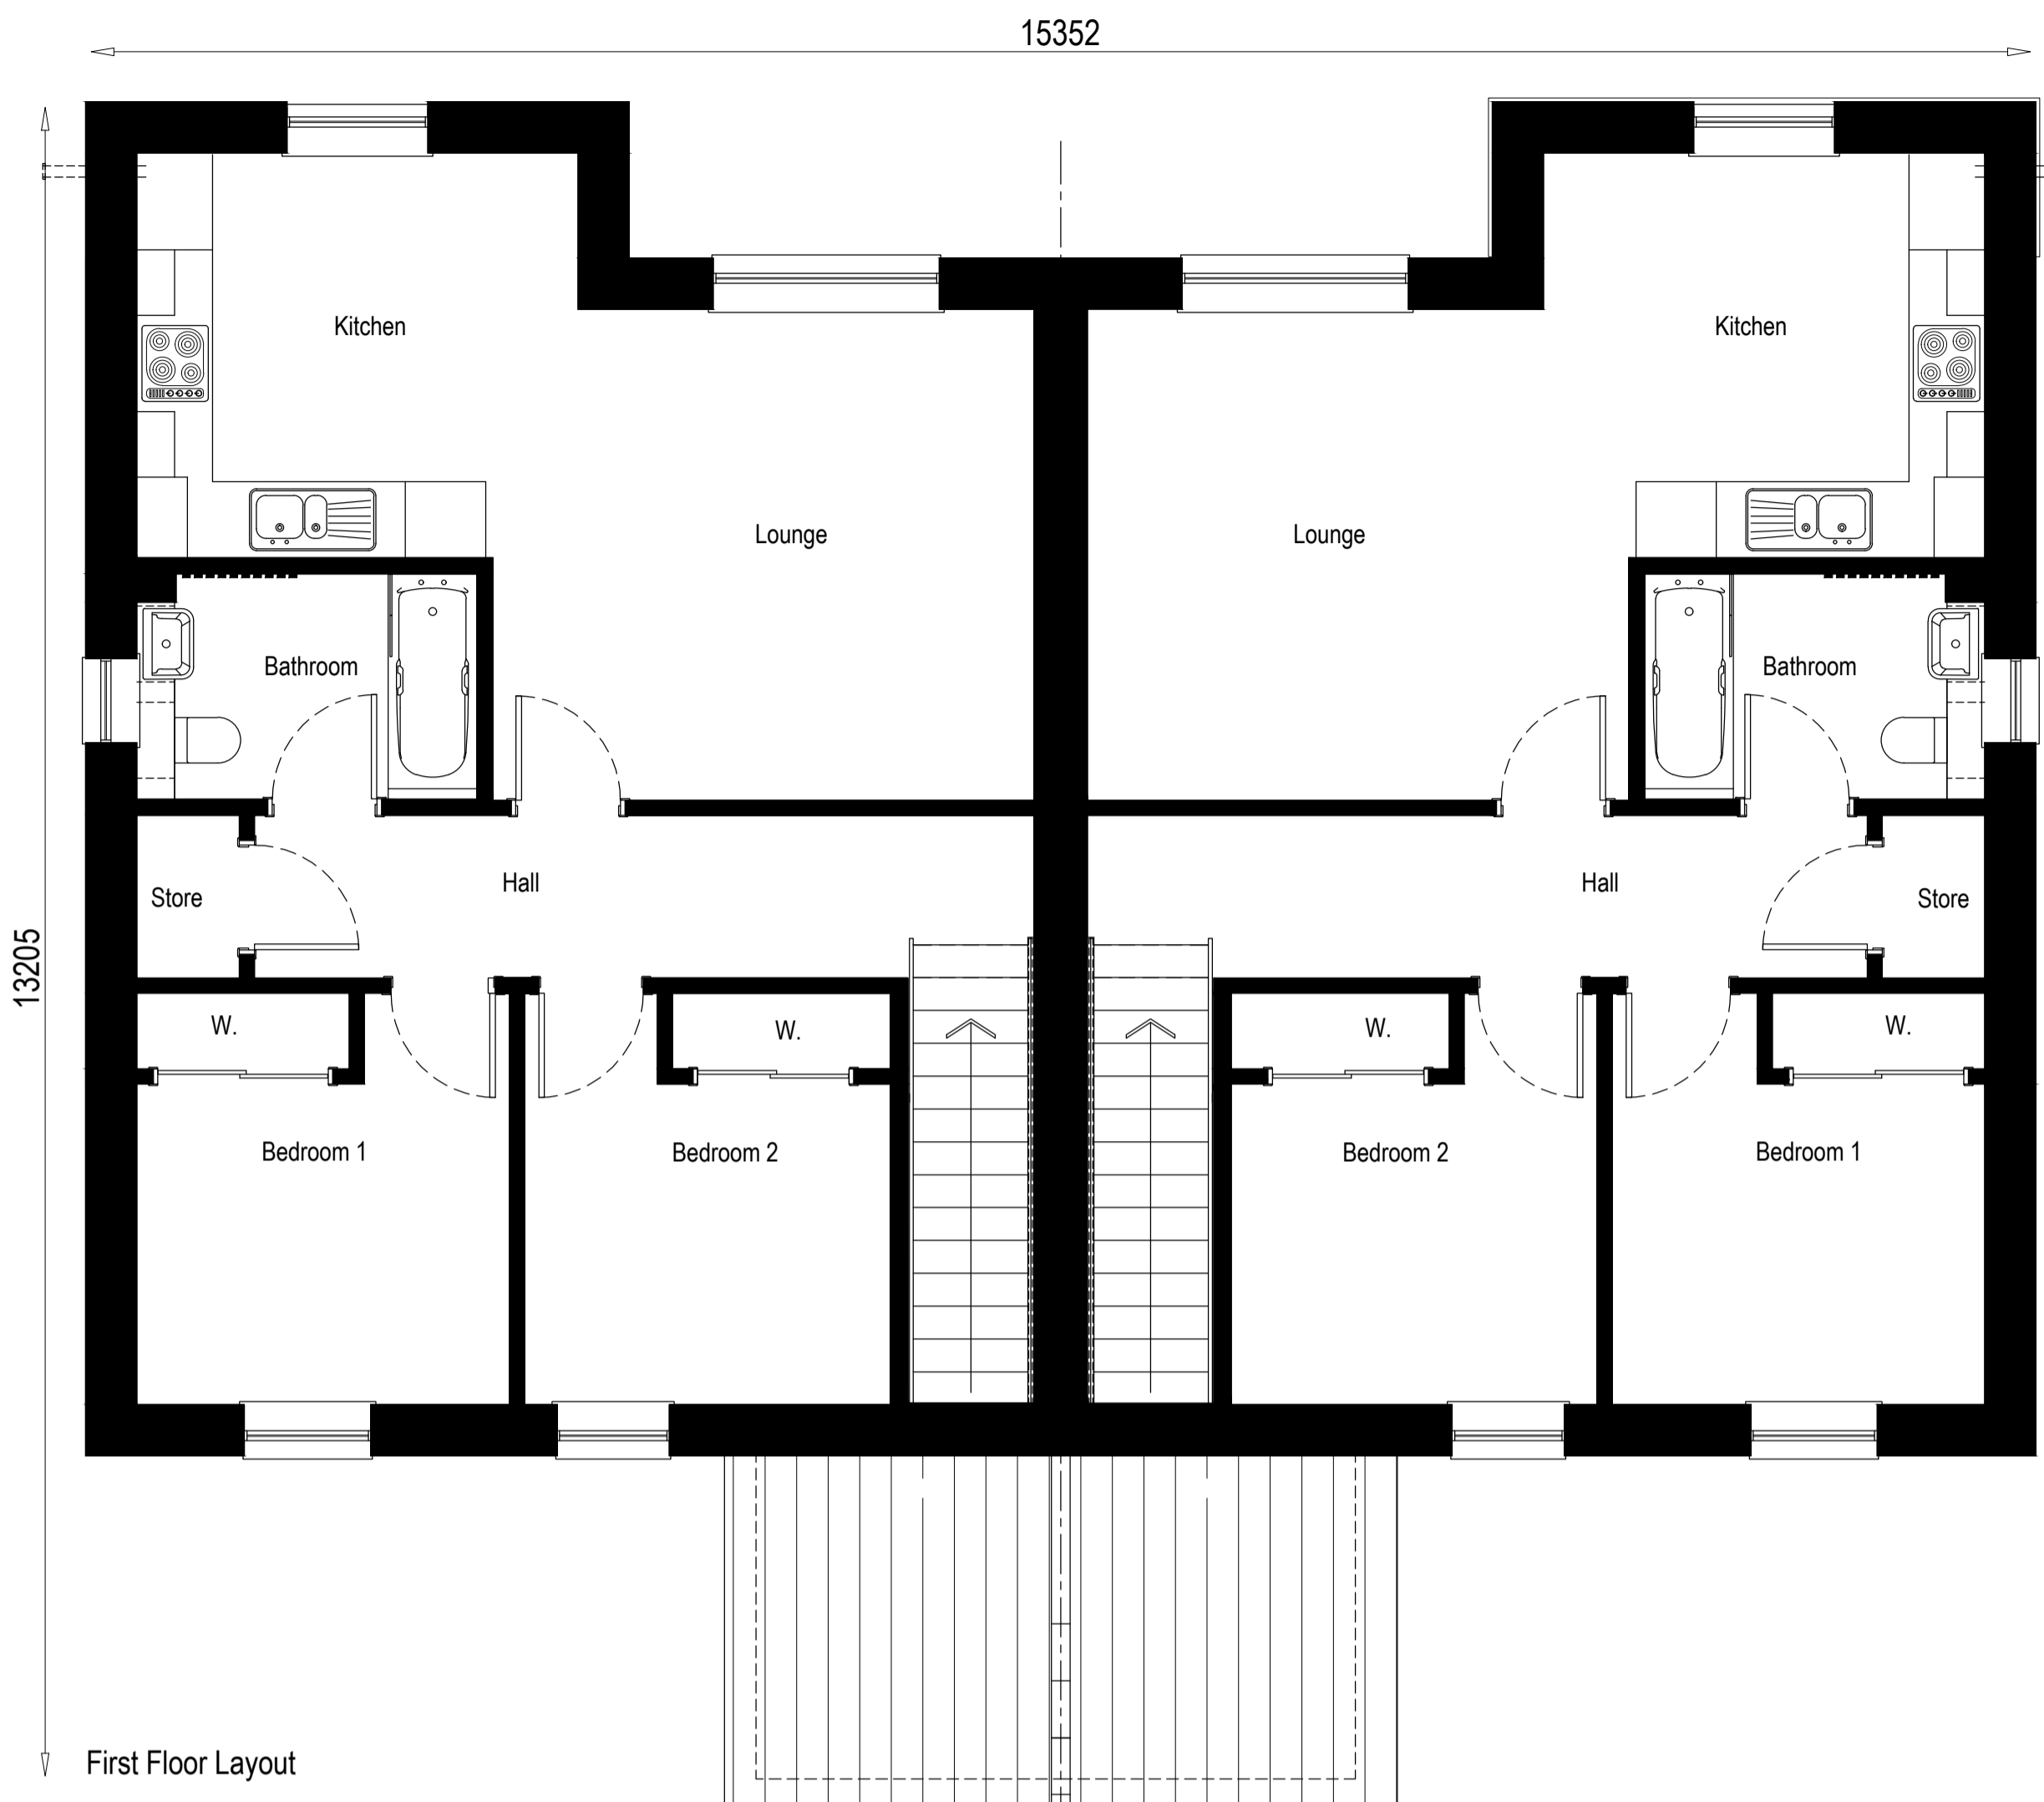 15352
Kitchen
Kitchen
Lounge
Lounge
Bathroom
Bathroom
Store
Hall
Hall
Store
13205
W.
W.
W.
W.
Bedroom 1
Bedroom 2
Bedroom 2
Bedroom 1
First Floor Layout